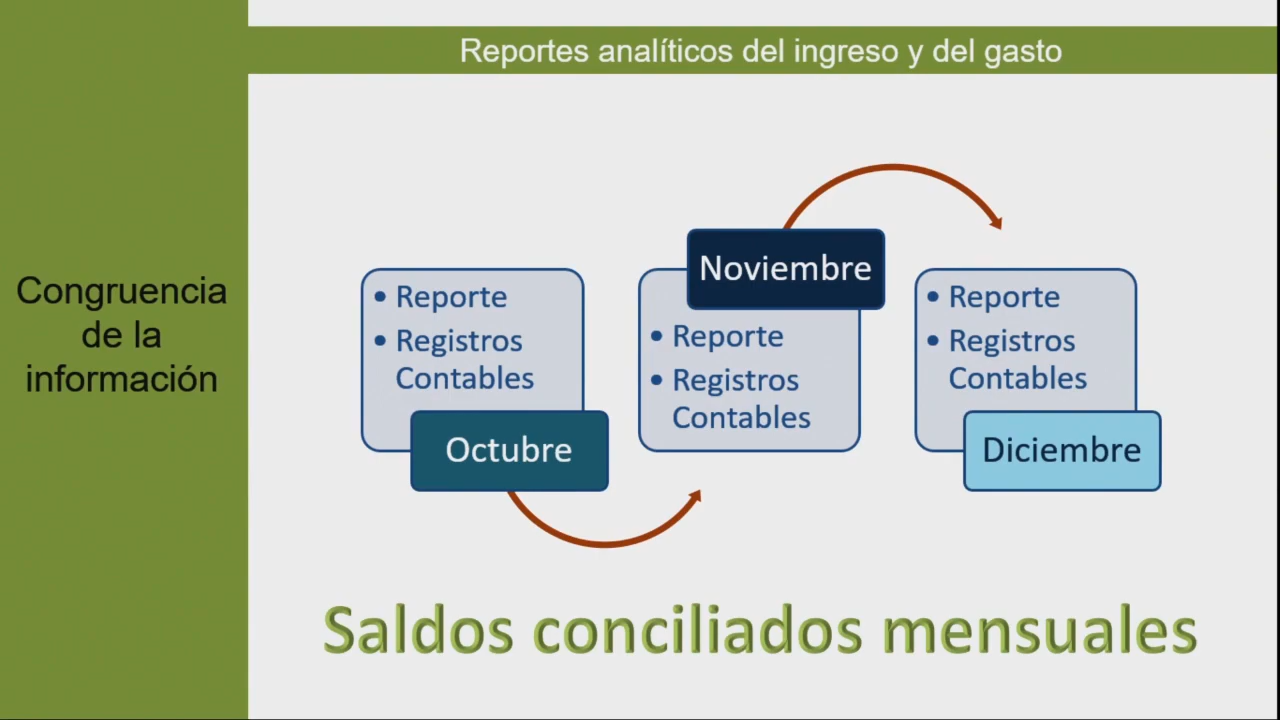 Reportes analíticos del ingreso y del gasto
Congruencia
de la
información
• Reporte
• Registros
Contables
Octubre
Noviembre
• Reporte
• Registros
Contables
• Reporte
• Registros
Contables
Diciembre
Saldos conciliados mensuales